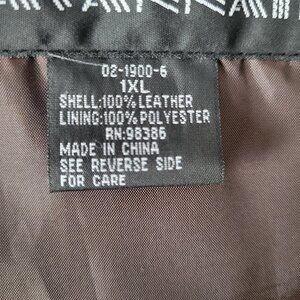 02-1900-6
1XL
SHELL:100% LEATHER
LINING:100% POLYESTER
RN:98386
MADE IN CHINA
SEE REVERSE SIDE
FOR CARE